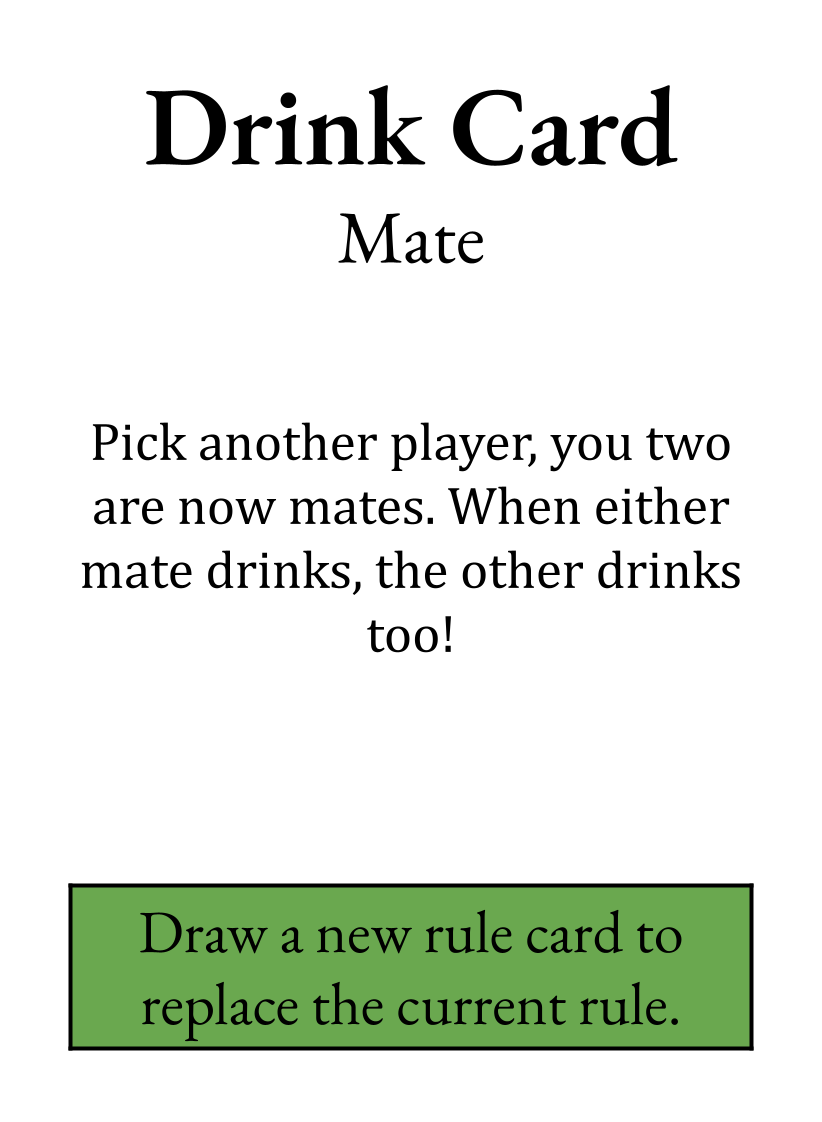 Drink Card
Mate
Pick another player, you two
are now mates. When either
mate drinks, the other drinks
too!
Draw a new rule card to
replace the current rule.